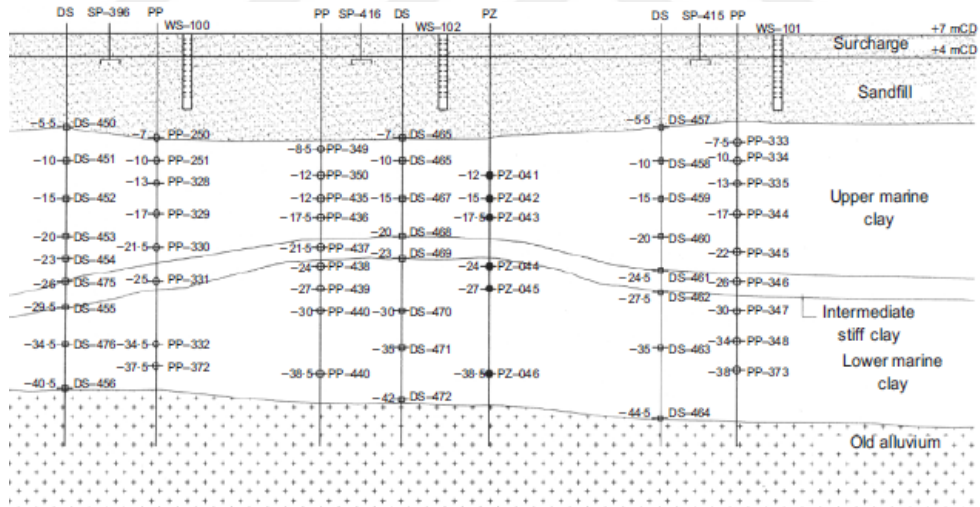 DS SP–396 PP PP SP–416 DS PZ DS SP–415 PP
WS–100 WS–102 WS–101
+7 mCD
Surcharge
+4 mCD
Sandfill
–5·5 DS–450
–10 DS–451
–15 DS–452
–20 DS–453
–23 DS–454
–26 DS–475
–29·5 DS–455
–34·5 DS–476
–40·5 DS–456
–7 PP–250
–10 PP–251
–13 PP–328
–17 PP–329
–21·5 PP–330
–25 PP–331
–34·5 PP–332
–37·5 PP–372
–8·5 PP–349
–12 PP–350
–12 PP–435
–17·5 PP–436
–21·5 PP–437
–24 PP–438
–27 PP–439
–30 PP–440
–38·5 PP–440
–7 DS–465
–10 DS–465
–15 DS–467
–20 DS–468
–23 DS–469
–30 DS–470
–35 DS–471
–42 DS–472
–12 PZ–041
–15 PZ–042
–17·5 PZ–043
–24 PZ–044
–27 PZ–045
–38·5 PZ–046
–5·5 DS–457
–10 DS–458
–15 DS–459
–20 DS–460
–24·5 DS–461
–27·5 DS–462
–35 DS–463
–44·5 DS–464
–7·5 PP–333
–10 PP–334
–13 PP–335
–17 PP–344
–22 PP–345
–26 PP–346
–30 PP–347
–34 PP–348
–38 PP–373
Upper marine
clay
Intermediate
stiff clay
Lower marine
clay
Old alluvium